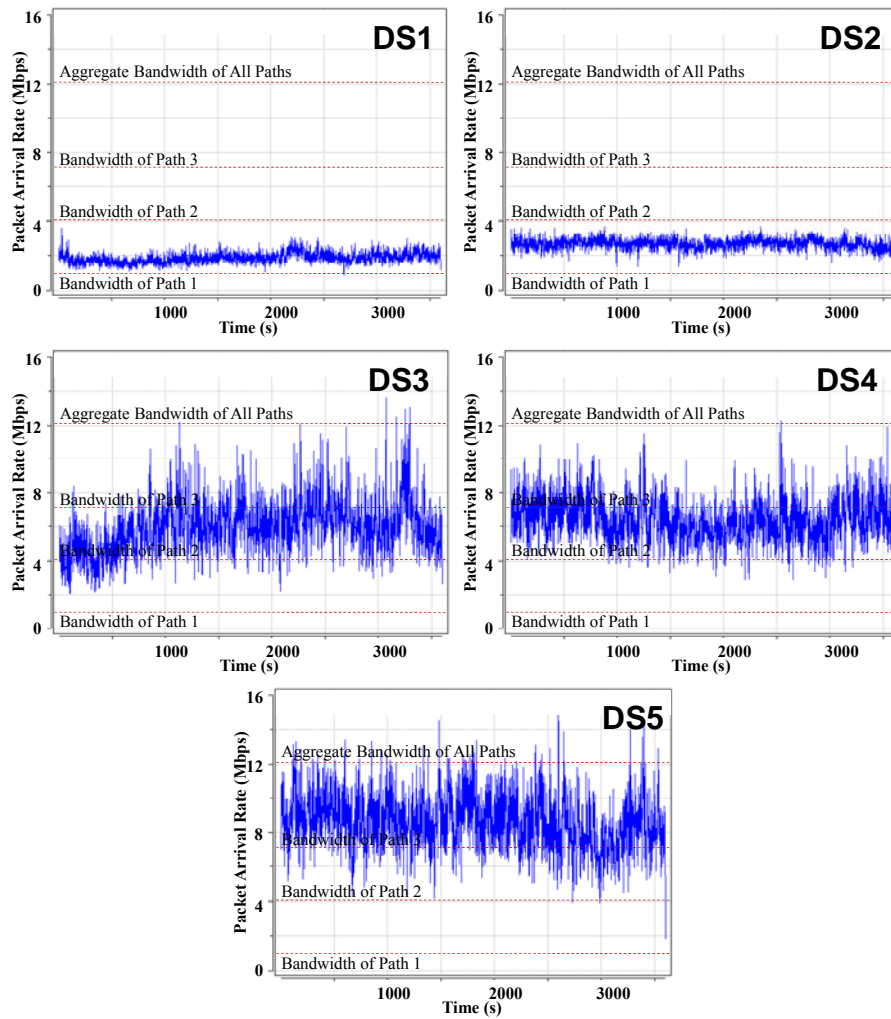 DS1
16
Aggregate Bandwidth of All Paths
12
Bandwidth of Path 3
8
Bandwidth of Path 2
4
Bandwidth of Path 1
0
Packet Arrival Rate (Mbps)
1000 2000 3000
Time (s)
DS2
16
Aggregate Bandwidth of All Paths
12
Bandwidth of Path 3
8
Bandwidth of Path 2
4
Bandwidth of Path 1
0
Packet Arrival Rate (Mbps)
1000 2000 3000
Time (s)
DS3
16
Aggregate Bandwidth of All Paths
12
Bandwidth of Path 3
8
Bandwidth of Path 2
4
Bandwidth of Path 1
0
Packet Arrival Rate (Mbps)
1000 2000 3000
Time (s)
DS4
16
Aggregate Bandwidth of All Paths
12
Bandwidth of Path 3
8
Bandwidth of Path 2
4
Bandwidth of Path 1
0
Packet Arrival Rate (Mbps)
1000 2000 3000
Time (s)
DS5
16
Aggregate Bandwidth of All Paths
12
Bandwidth of Path 3
8
Bandwidth of Path 2
4
Bandwidth of Path 1
0
Packet Arrival Rate (Mbps)
1000 2000 3000
Time (s)